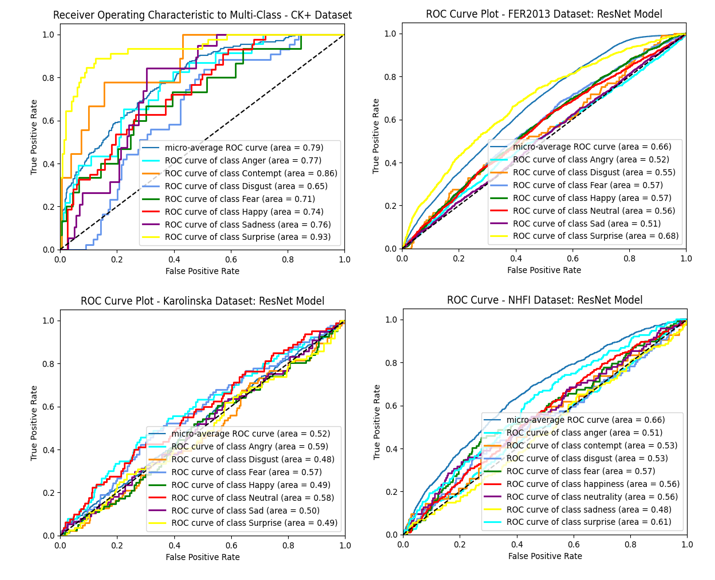 Receiver Operating Characteristic to Multi-Class - CK+ Dataset
1.0
0.8
0.6
0.4
0.2
0.0
True Positive Rate
micro-average ROC curve (area = 0.79)
ROC curve of class Anger (area = 0.77)
ROC curve of class Contempt (area = 0.86)
ROC curve of class Disgust (area = 0.65)
ROC curve of class Fear (area = 0.71)
ROC curve of class Happy (area = 0.74)
ROC curve of class Sadness (area = 0.76)
ROC curve of class Surprise (area = 0.93)
0.0 0.2 0.4 0.6 0.8 1.0
False Positive Rate
ROC Curve Plot - FER2013 Dataset: ResNet Model
1.0
0.8
0.6
0.4
0.2
0.0
True Positive Rate
micro-average ROC curve (area = 0.66)
ROC curve of class Angry (area = 0.52)
ROC curve of class Disgust (area = 0.55)
ROC curve of class Fear (area = 0.57)
ROC curve of class Happy (area = 0.57)
ROC curve of class Neutral (area = 0.56)
ROC curve of class Sad (area = 0.51)
ROC curve of class Surprise (area = 0.68)
0.0 0.2 0.4 0.6 0.8 1.0
False Positive Rate
ROC Curve Plot - Karolinska Dataset: ResNet Model
1.0
0.8
0.6
0.4
0.2
0.0
True Positive Rate
micro-average ROC curve (area = 0.52)
ROC curve of class Angry (area = 0.59)
ROC curve of class Disgust (area = 0.48)
ROC curve of class Fear (area = 0.57)
ROC curve of class Happy (area = 0.49)
ROC curve of class Neutral (area = 0.58)
ROC curve of class Sad (area = 0.50)
ROC curve of class Surprise (area = 0.49)
0.0 0.2 0.4 0.6 0.8 1.0
False Positive Rate
ROC Curve - NHFI Dataset: ResNet Model
1.0
0.8
0.6
0.4
0.2
0.0
True Positive Rate
micro-average ROC curve (area = 0.66)
ROC curve of class anger (area = 0.51)
ROC curve of class contempt (area = 0.53)
ROC curve of class disgust (area = 0.53)
ROC curve of class fear (area = 0.57)
ROC curve of class happiness (area = 0.56)
ROC curve of class neutrality (area = 0.56)
ROC curve of class sadness (area = 0.48)
ROC curve of class surprise (area = 0.61)
0.0 0.2 0.4 0.6 0.8 1.0
False Positive Rate